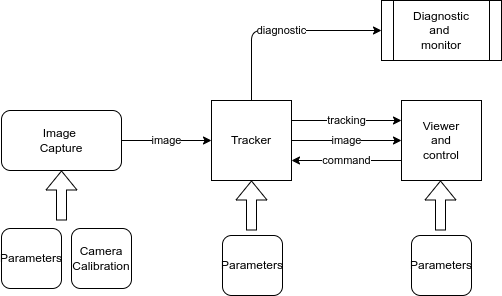 diagnostic
Diagnostic
and
monitor
Image
Capture
image
Tracker
tracking
image
command
Viewer
and
control
Parameters
Camera
Calibration
Parameters
Parameters